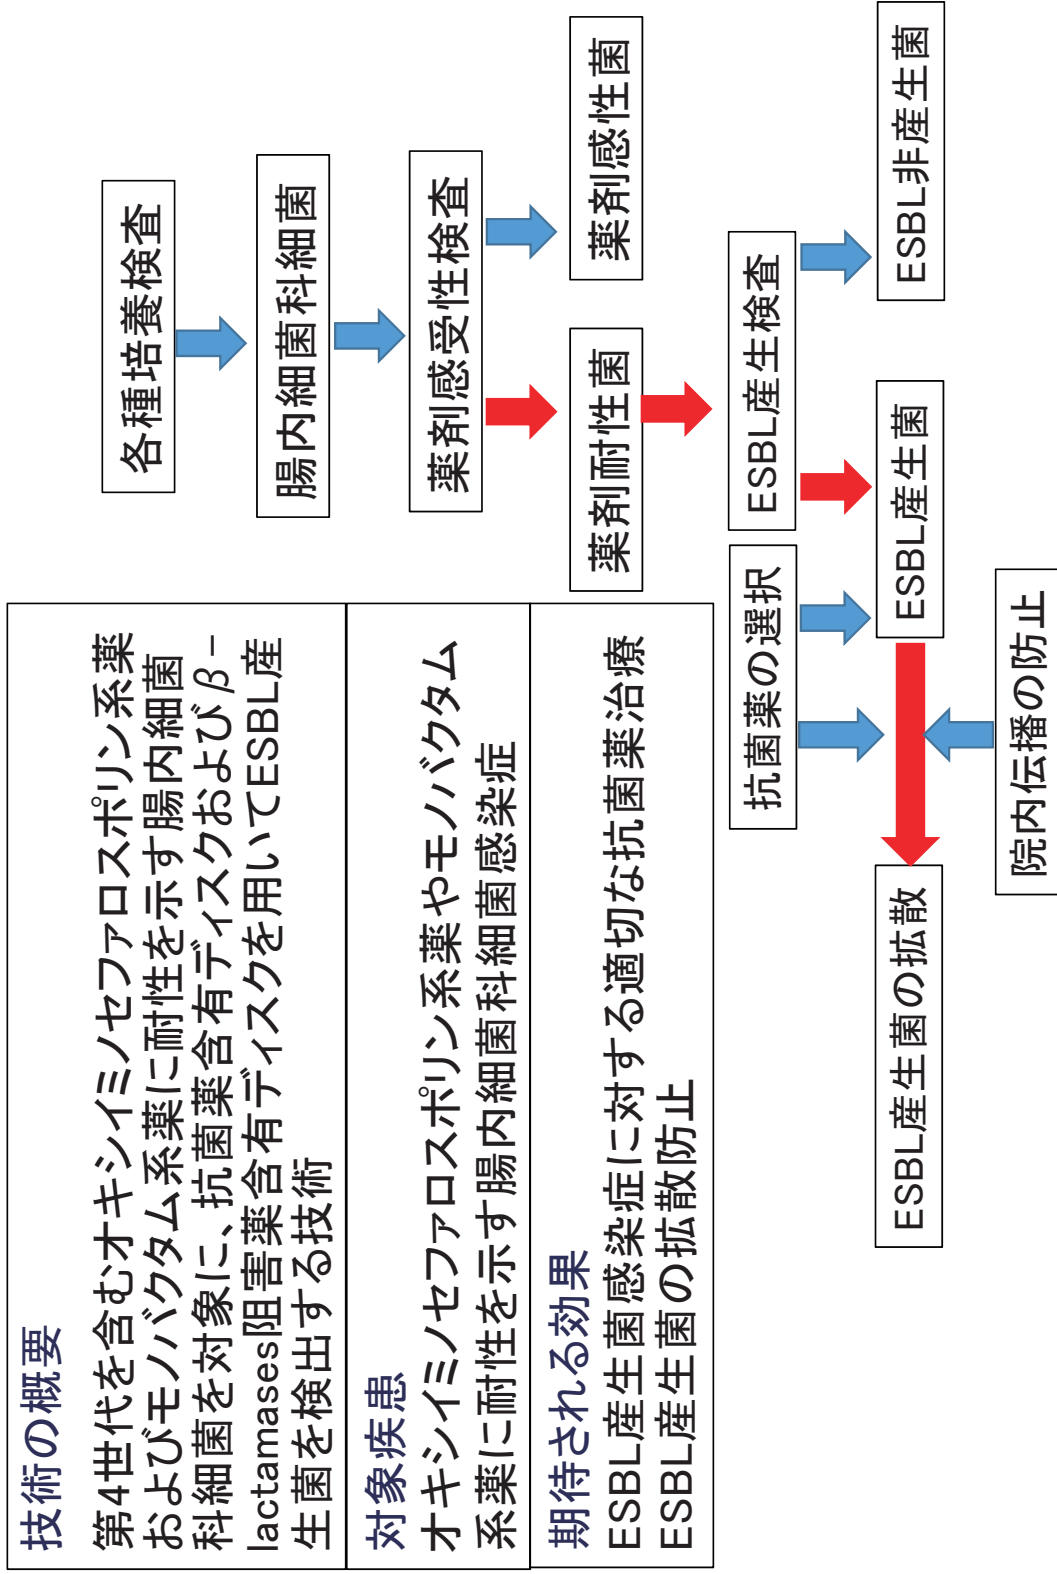 技術の概要
第4世代を含むオキシイミノセファロスポリン系薬
およびモノバクタム系薬に耐性を示す腸内細菌
科細菌を対象に、抗菌薬含有ディスクおよびβ－
lactamases阻害薬含有ディスクを用いてESBL産
生菌を検出する技術
対象疾患
オキシイミノセファロスポリン系薬やモノバクタム
系薬に耐性を示す腸内細菌科細菌感染症
期待される効果
ESBL産生菌感染症に対する適切な抗菌薬治療
ESBL産生菌の拡散防止
各種培養検査
腸内細菌科細菌
薬剤感受性検査
薬剤耐性菌
薬剤感性菌
抗菌薬の選択
ESBL産生検査
ESBL産生菌の拡散
ESBL産生菌
ESBL非産生菌
院内伝播の防止